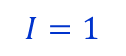 I = 1